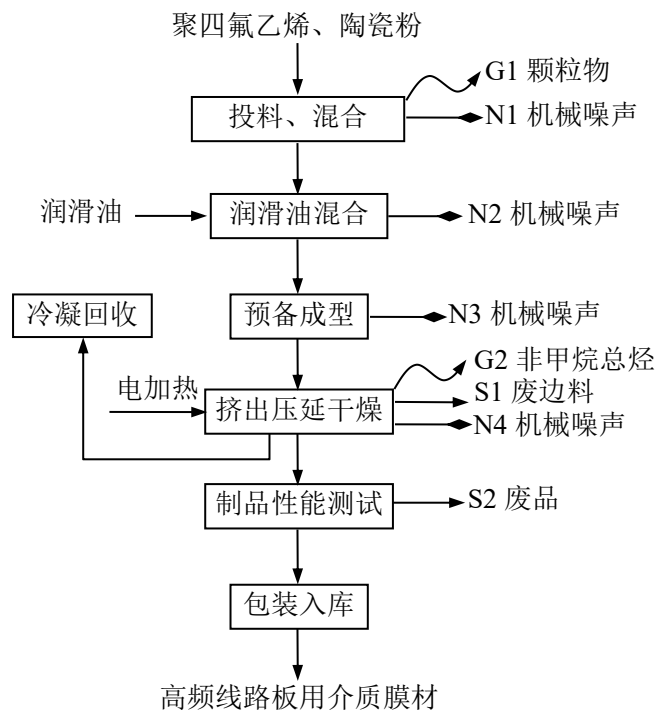 聚四氟乙烯、陶瓷粉
G1 颗粒物
投料、混合
N1 机械噪声
润滑油
润滑油混合
N2 机械噪声
冷凝回收
预备成型
N3 机械噪声
G2 非甲烷总烃
电加热
挤出压延干燥
S1 废边料
N4 机械噪声
制品性能测试
S2 废品
包装入库
高频线路板用介质膜材